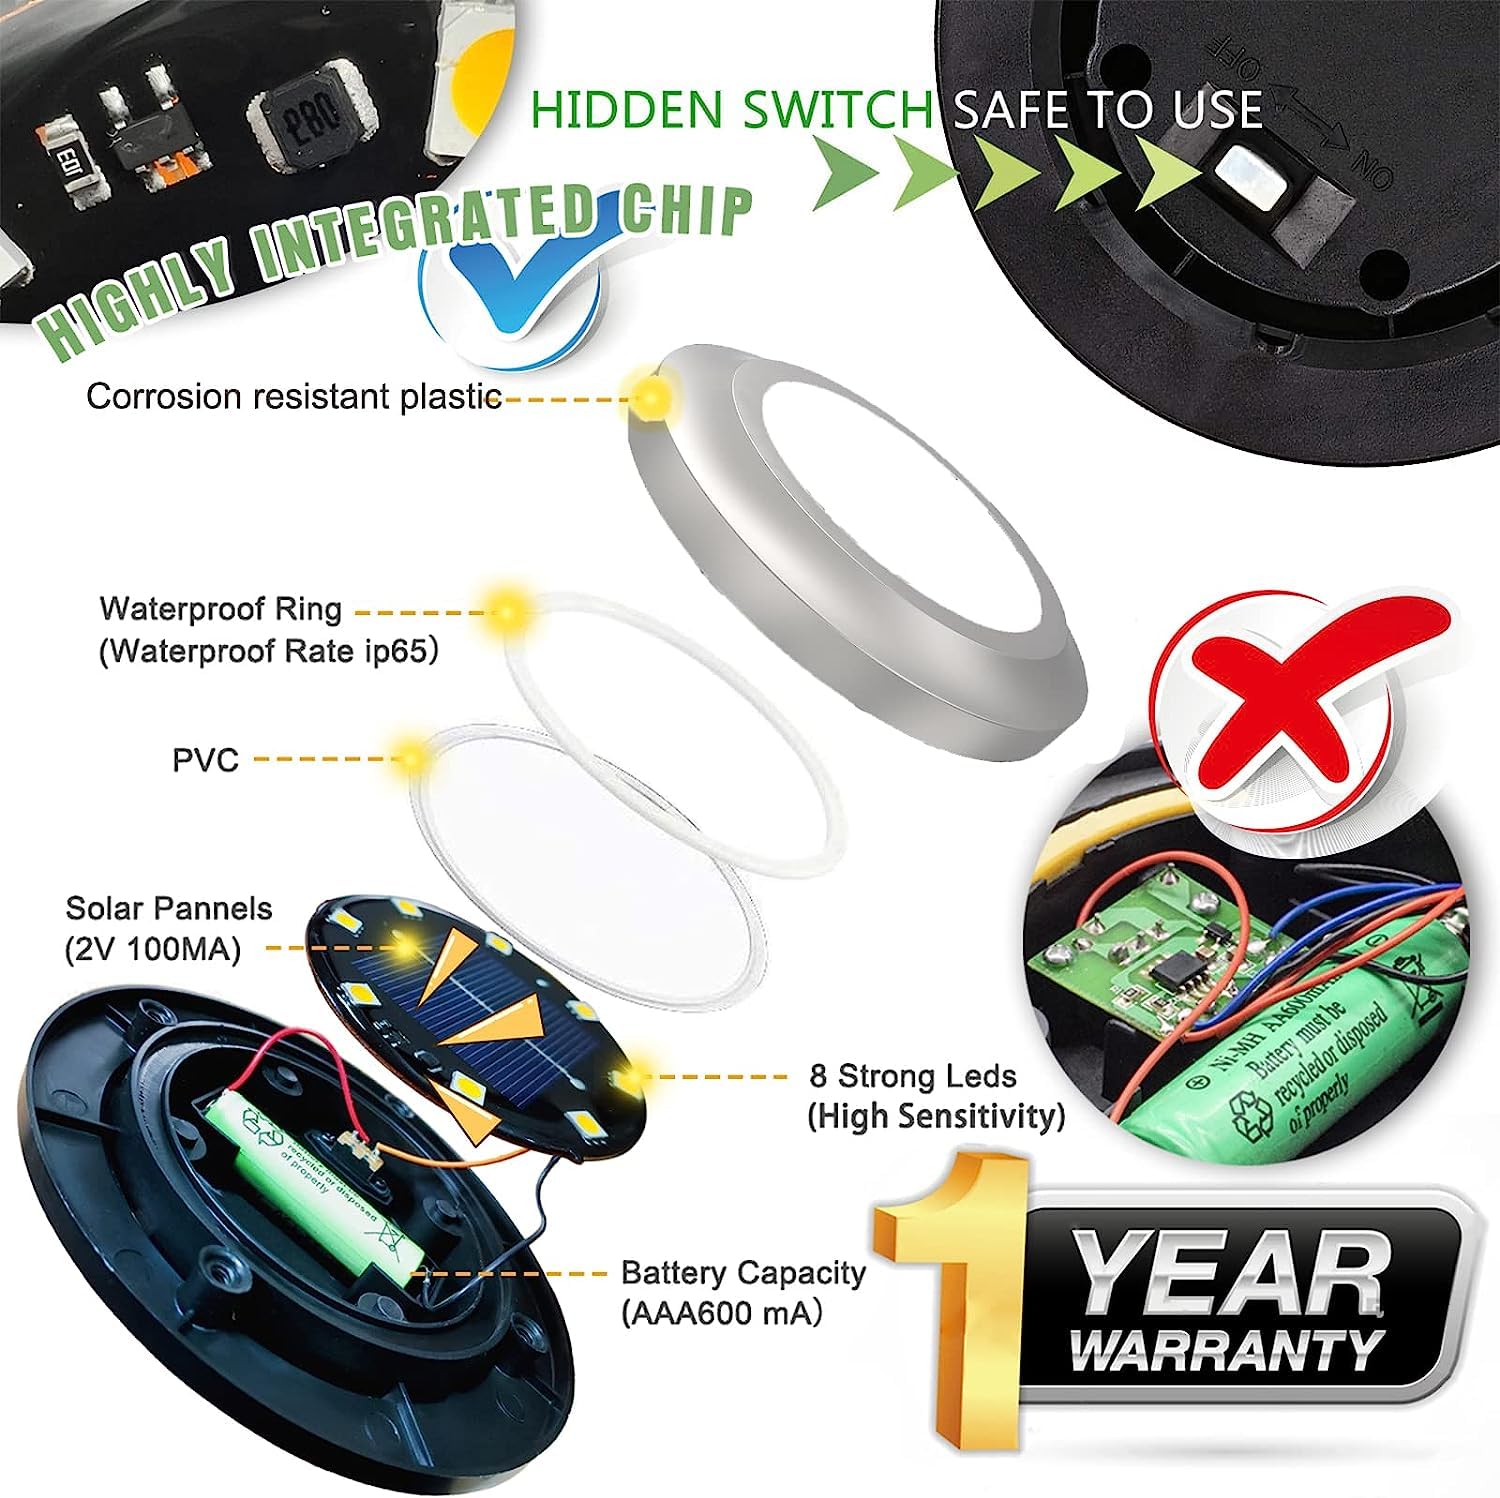 HIDDEN SWITCH SAFE TO USE
OFF
ON
103
HIGHLY INTEGRATED CHIP
Corrosion resistant plastic
Waterproof Ring
(Waterproof Rate ip65)
PVC
Solar Pannels
(2V 100MA)
8 Strong Leds
(High Sensitivity)
Ni-MH AA600m
Battery must be
recycled or disposed
of properly
recycled or disposed
of properly
Battery Capacity
(AAA600 mA)
1 YEAR
WARRANTY